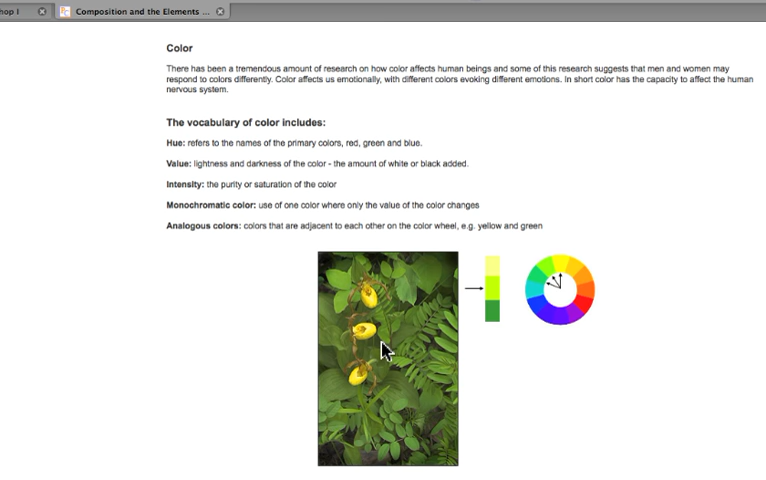 hop I
Composition and the Elements ...
Color
There has been a tremendous amount of research on how color affects human beings and some of this research suggests that men and women may
respond to colors differently. Color affects us emotionally, with different colors evoking different emotions. In short color has the capacity to affect the human
nervous system.
The vocabulary of color includes:
Hue: refers to the names of the primary colors, red, green and blue.
Value: lightness and darkness of the color - the amount of white or black added.
Intensity: the purity or saturation of the color
Monochromatic color: use of one color where only the value of the color changes
Analogous colors: colors that are adjacent to each other on the color wheel, e.g. yellow and green